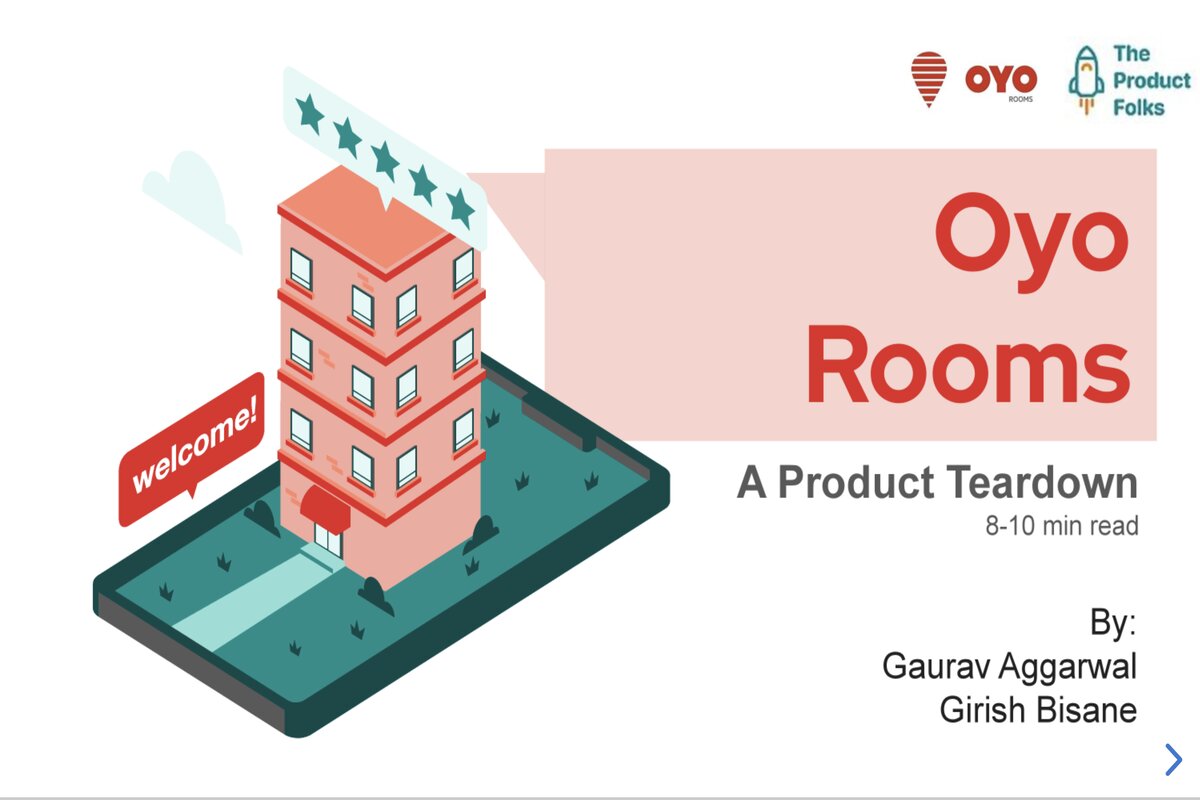 OYO
ROOMS
The
Product
Folks
Oyo
Rooms
A Product Teardown
8-10 min read
welcome!
By:
Gaurav Aggarwal
Girish Bisane